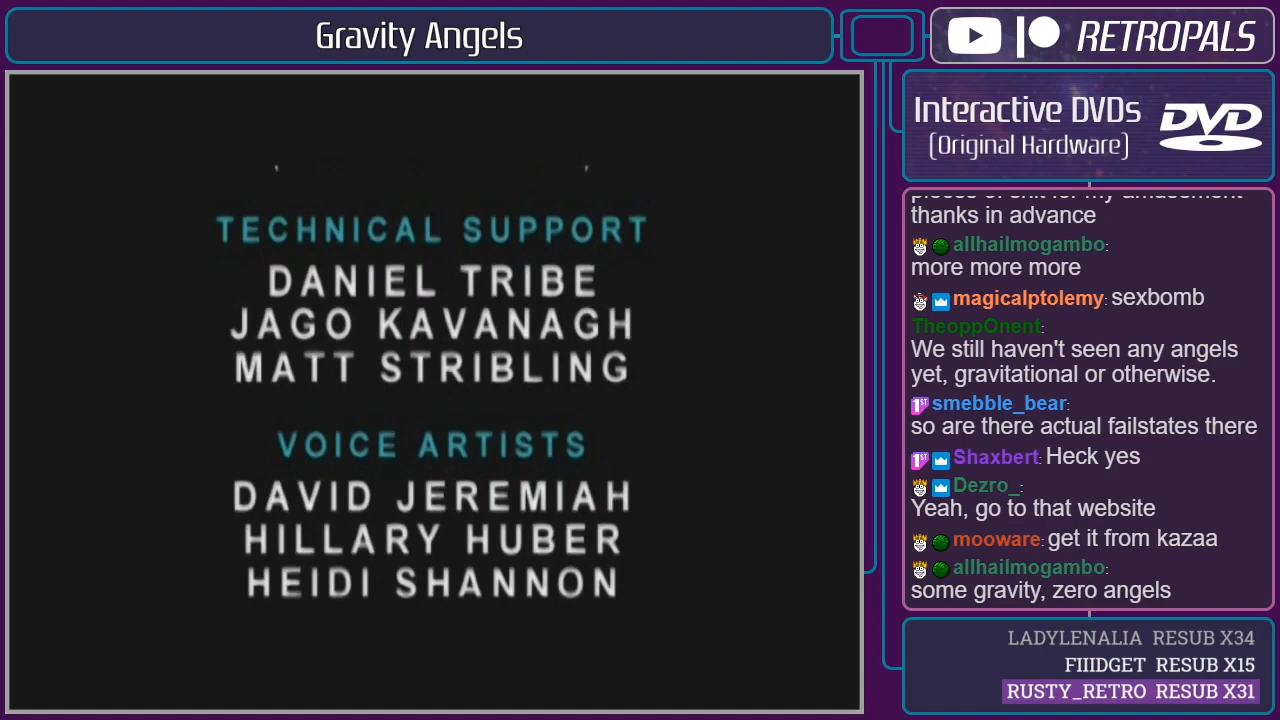 Gravity Angels
RETROPALS
Interactive DVDs
(Original Hardware)
DVD
TECHNICAL SUPPORT
DANIEL TRIBE
JAGO KAVANAGH
MATT STRIBLING
VOICE ARTISTS
DAVID JEREMIAH
HILLARY HUBER
HEIDI SHANNON
thanks in advance
allhailmogambo:
more more more
magicalptolemy: sexbomb
TheoppOnent:
We still haven't seen any angels
yet, gravitational or otherwise.
1ST smebble_bear:
so are there actual failstates there
1ST Shaxbert: Heck yes
Dezro_:
Yeah, go to that website
mooware: get it from kazaa
allhailmogambo:
some gravity, zero angels
LADYLENALIA RESUB X34
FIIIDGET RESUB X15
RUSTY_RETRO RESUB X31